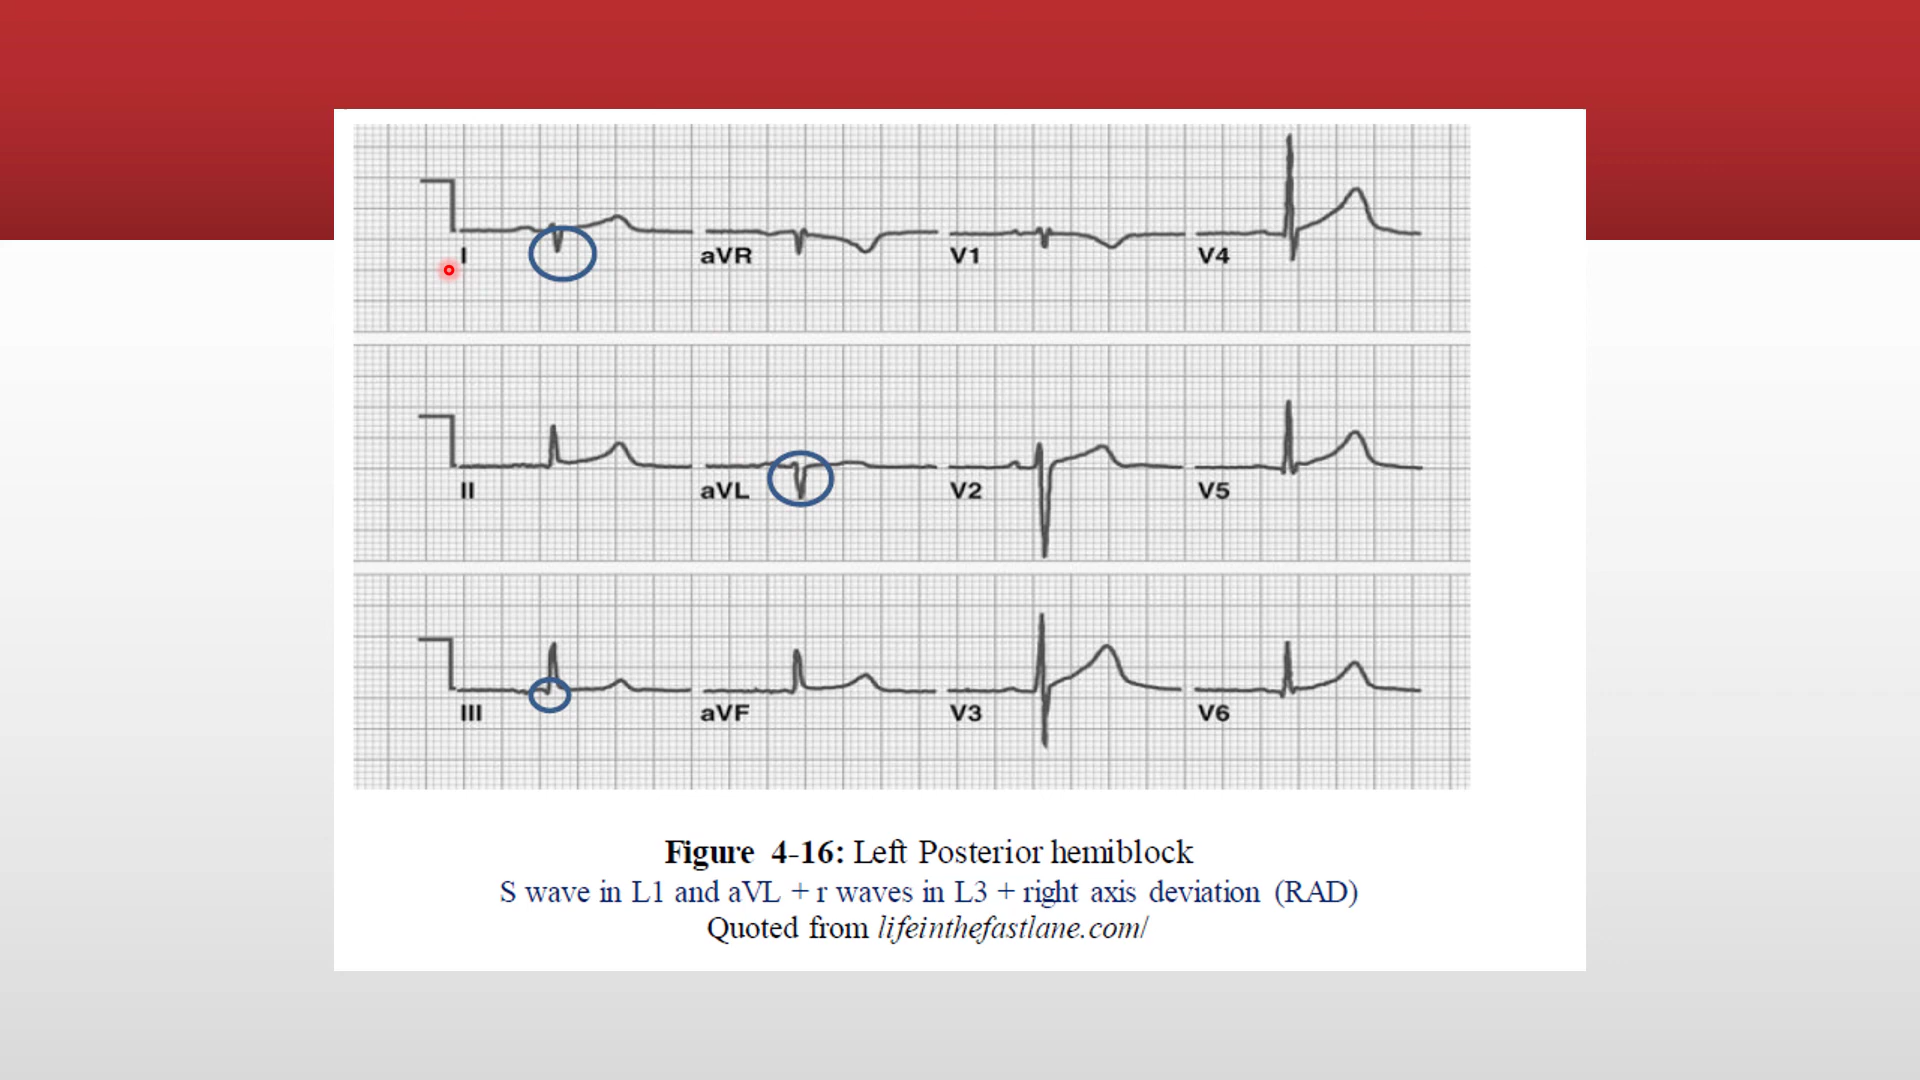 I aVR V1 V4
II aVL V2 V5
III aVF V3 V6
Figure 4-16: Left Posterior hemiblock
S wave in L1 and aVL + r waves in L3 + right axis deviation (RAD)
Quoted from lifeinthefastlane.com/